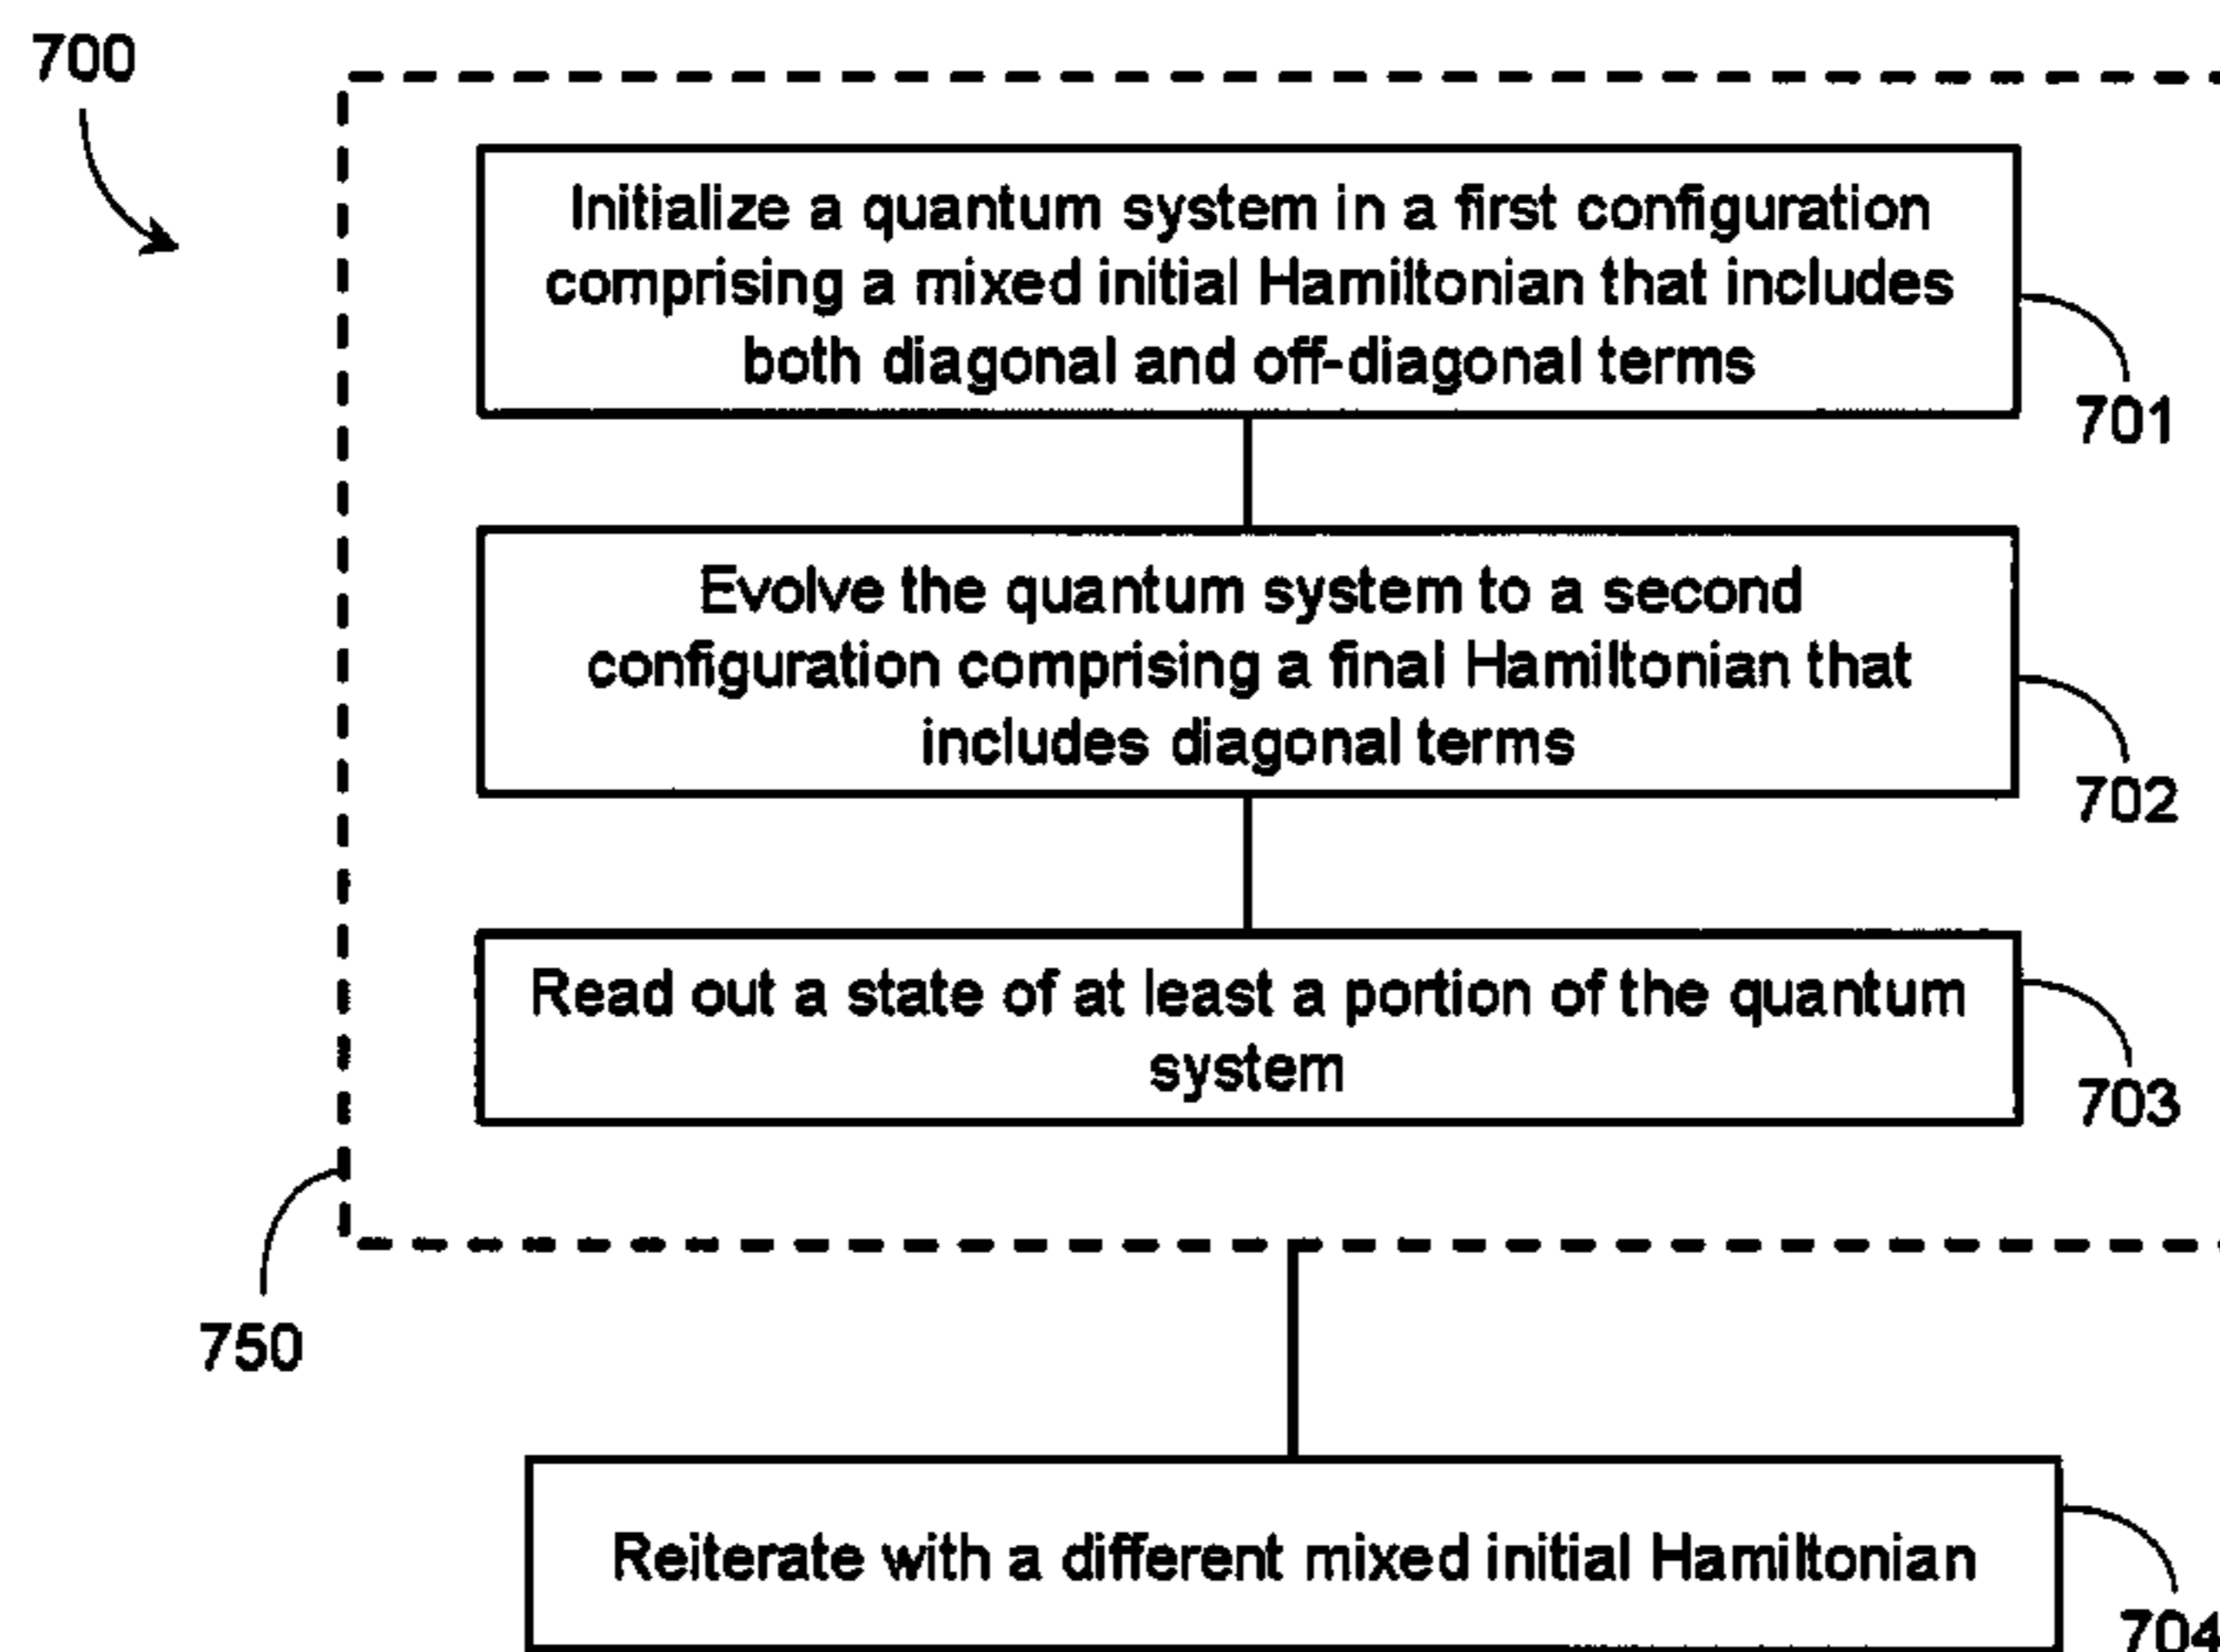 700
Initialize a quantum system in a first configuration
comprising a mixed initial Hamiltonian that includes
both diagonal and off-diagonal terms
701
Evolve the quantum system to a second
configuration comprising a final Hamiltonian that
includes diagonal terms
702
Read out a state of at least a portion of the quantum
system
703
750
Reiterate with a different mixed initial Hamiltonian
704